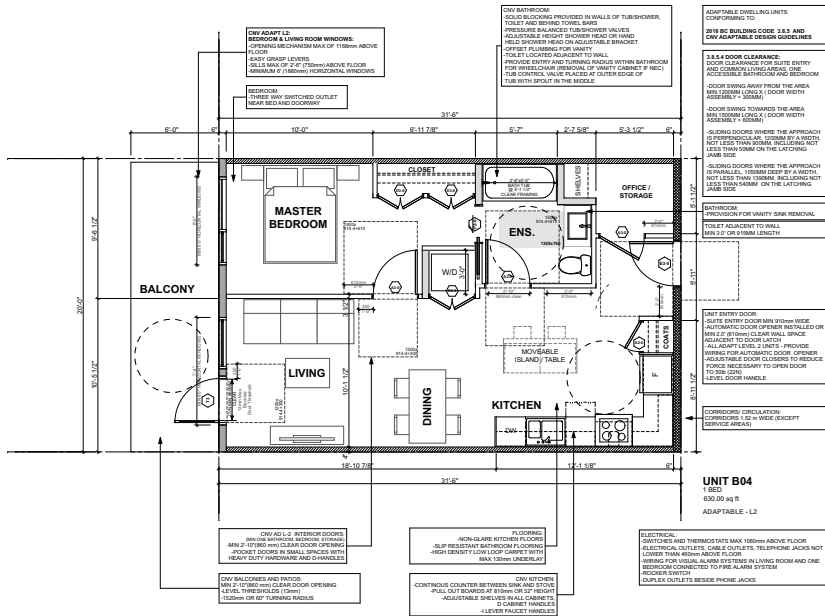 CNV ADAPT L2:
BEDROOM & LIVING ROOM WINDOWS:
-OPENING MECHANISM MAX OF 1168mm ABOVE
FLOOR
-EASY GRASP LEVERS
-SILLS MAX OF 2'-6" (750mm) ABOVE FLOOR
-MINIMUM 6' (1880mm) HORIZONTAL WINDOWS
BEDROOM:
-THREE WAY SWITCHED OUTLET
NEAR BED AND DOORWAY
CNV BATHROOM:
-SOLID BLOCKING PROVIDED IN WALLS OF TUB/SHOWER,
TOILET AND BEHIND TOWEL BARS
-PRESSURE BALANCED TUB/SHOWER VALVES
-ADJUSTABLE HEIGHT SHOWER HEAD OR HAND
HELD SHOWER HEAD ON ADJUSTABLE BRACKET
-OFFSET PLUMBING FOR VANITY
-TOILET LOCATED ADJACENT TO WALL
-PROVIDE ENTRY AND TURNING RADIUS WITHIN BATHROOM
FOR WHEELCHAIR (REMOVAL OF VANITY CABINET IF NEC)
-TUB CONTROL VALVE PLACED AT OUTER EDGE OF
TUB WITH SPOUT IN THE MIDDLE
ADAPTABLE DWELLING UNITS
CONFORMING TO:
2018 BC BUILDING CODE 3.8.5 AND
CNV ADAPTABLE DESIGN GUIDELINES
3.8.5.4 DOOR CLEARANCE:
DOOR CLEARANCE FOR SUITE ENTRY
AND COMMON LIVING AREAS, ONE
ACCESSIBLE BATHROOM AND BEDROOM
-DOOR SWING AWAY FROM THE AREA
MIN.1200MM LONG X ( DOOR WIDTH
ASSEMBLY + 300MM)
-DOOR SWING TOWARDS THE AREA
MIN.1500MM LONG X ( DOOR WIDTH
ASSEMBLY + 600MM)
-SLIDING DOORS WHERE THE APPROACH
IS PERPENDICULAR, 1200MM BY A WIDTH,
NOT LESS THAN 900MM, INCLUDING NOT
LESS THAN 50MM ON THE LATCHING
JAMB SIDE
-SLIDING DOORS WHERE THE APPROACH
IS PARALLEL, 1050MM DEEP BY A WIDTH,
NOT LESS THAN 1390MM, INCLUDING NOT
LESS THAN 540MM ON THE LATCHING
JAMB SIDE
BATHROOM:
-PROVISION FOR VANITY SINK REMOVAL
TOILET ADJACENT TO WALL
MIN 3.0' OR 915MM LENGTH
UNIT ENTRY DOOR:
-SUITE ENTRY DOOR MIN 910mm WIDE
-AUTOMATIC DOOR OPENER INSTALLED OR
MIN 2.0' (610mm) CLEAR WALL SPACE
ADJACENT TO DOOR LATCH
- ALL ADAPT LEVEL 2 UNITS - PROVIDE
WIRING FOR AUTOMATIC DOOR OPENER
-ADJUSTABLE DOOR CLOSERS TO REDUCE
FORCE NECESSARY TO OPEN DOOR
TO 50lb (22N)
-LEVEL DOOR HANDLE
CORRIDORS/ CIRCULATION:
CORRIDORS 1.52 m WIDE (EXCEPT
SERVICE AREAS)
31'-6"
6'-0"
6"
10'-0"
6'-11 7/8"
5'-7"
2'-7 5/8"
5'-3 1/2"
6"
CLOSET
2'-6"x5'-0"
BATH TUB
@ 5'-1 1/2
CLEAR FRAMING
SHELVES
OFFICE /
STORAGE
MASTER
BEDROOM
ENS.
W/D
3'-0"
BALCONY
20'-0"
9'-6 1/2"
10'-5 1/2"
8'-1 1/2"
5'-11"
6'-11 1/2"
3 1/2"
10'-1 1/2"
LIVING
DINING
MOVEABLE
ISLAND / TABLE
KITCHEN
COATS
F
DW
18'-10 7/8"
12'-1 1/8"
6"
4"
31'-6"
UNIT B04
1 BED
630.00 sq ft
ADAPTABLE - L2
CNV AD L-2 INTERIOR DOORS:
(MIN ONE BATHROOM, BEDROOM, STORAGE)
-MIN 2'-10"(860 mm) CLEAR DOOR OPENING
-POCKET DOORS IN SMALL SPACES WITH
HEAVY DUTY HARDWARE AND D-HANDLES
CNV BALCONIES AND PATIOS:
MIN 2'-10"(860 mm) CLEAR DOOR OPENING
-LEVEL THRESHOLDS (13mm)
-1520mm OR 60" TURNING RADIUS
FLOORING:
-NON-GLARE KITCHEN FLOORS
-SLIP RESISTANT BATHROOM FLOORING
-HIGH DENSITY LOW LOOP CARPET WITH
MAX 130mm UNDERLAY
CNV KITCHEN:
-CONTINOUS COUNTER BETWEEN SINK AND STOVE
-PULL OUT BOARDS AT 810mm OR 32" HEIGHT
-ADJUSTABLE SHELVES IN ALL CABINETS,
D CABINET HANDLES
-I LEVER FAUCET HANDLES
ELECTRICAL:
-SWITCHES AND THERMOSTATS MAX 1060mm ABOVE FLOOR
-ELECTRICAL OUTLETS, CABLE OUTLETS, TELEPHONE JACKS NOT
LOWER THAN 460mm ABOVE FLOOR
-WIRING FOR VISUAL ALARM SYSTEMS IN LIVING ROOM AND ONE
BEDROOM CONNECTED TO FIRE ALARM SYSTEM
-ROCKER SWITCH
-DUPLEX OUTLETS BESIDE PHONE JACKS